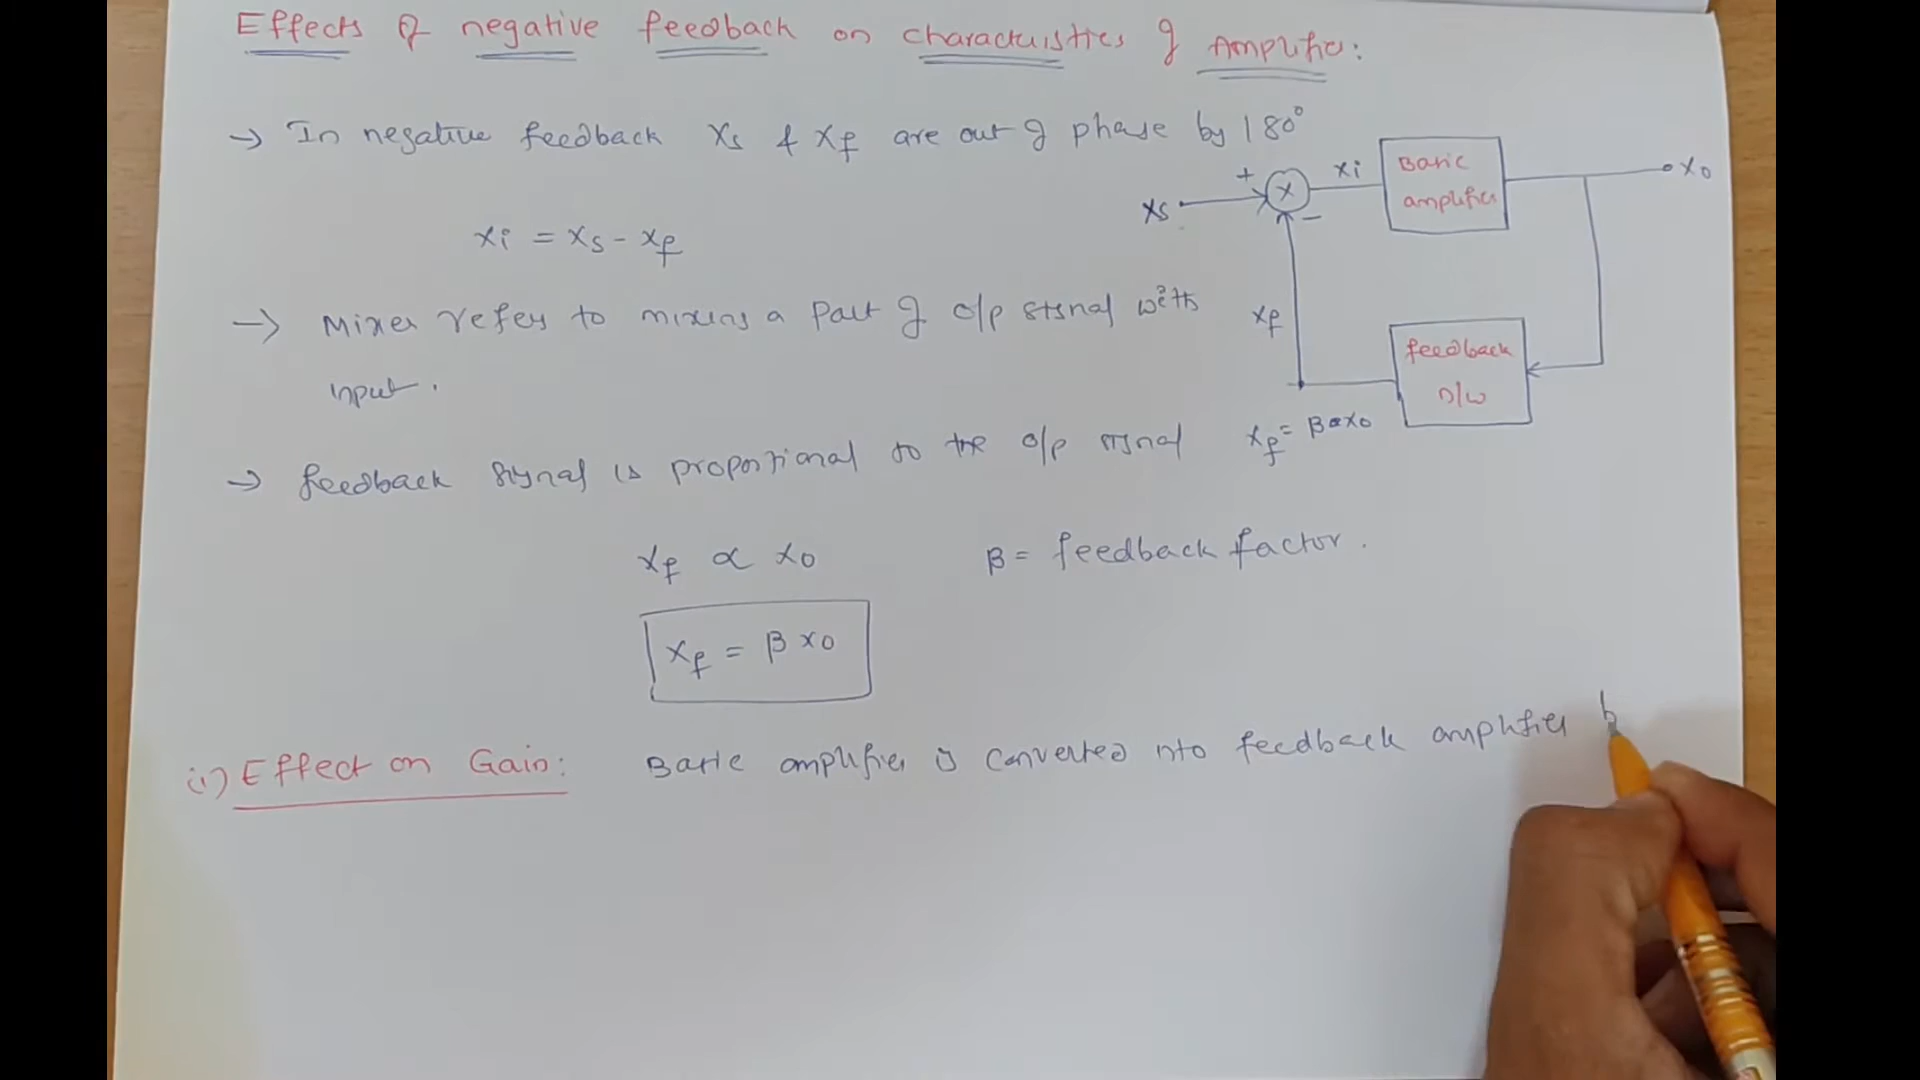 Effects of negative feedback on characteristics of Amplifier:
→ In negative feedback Xs & Xf are out of phase by 180°
Xi = Xs - Xf
→ Mixer refers to mixing a Part of o/p signal with
input.
→ feedback signal is proportional to the o/p signal
Xf ∝ Xo
β = feedback factor.
Xf = β Xo
(i) Effect on Gain: Basic amplifier is converted into feedback amplifier b
Xs
+
X
-
Xi
Basic
amplifier
Xo
Xf
feedback
n/w